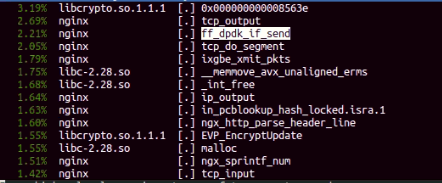 3.19% libcrypto.so.1.1.1 [.] 0x000000000008563e
2.69% nginx [.] tcp_output
2.21% nginx [.] ff_dpdk_if_send
2.05% nginx [.] tcp_do_segment
1.79% nginx [.] ixgbe_xmit_pkts
1.75% libc-2.28.so [.] __memmove_avx_unaligned_erms
1.68% libc-2.28.so [.] _int_free
1.64% nginx [.] ip_output
1.63% nginx [.] in_pcblookup_hash_locked.isra.1
1.60% nginx [.] ngx_http_parse_header_line
1.55% libcrypto.so.1.1.1 [.] EVP_EncryptUpdate
1.55% libc-2.28.so [.] malloc
1.51% nginx [.] ngx_sprintf_num
1.42% nginx [.] tcp_input